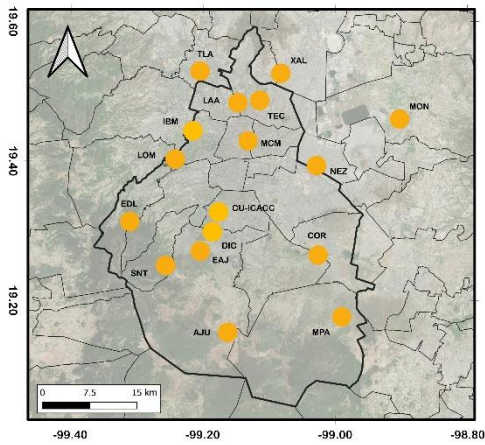 19.60
TLA
XAL
LAA
TEC
MON
IBM
MCM
19.40
LOM
NEZ
EDL
CU-ICACC
DIC
COR
EAJ
SNT
19.20
AJU
MPA
0 7.5 15 km
-99.40 -99.20 -99.00 -98.80